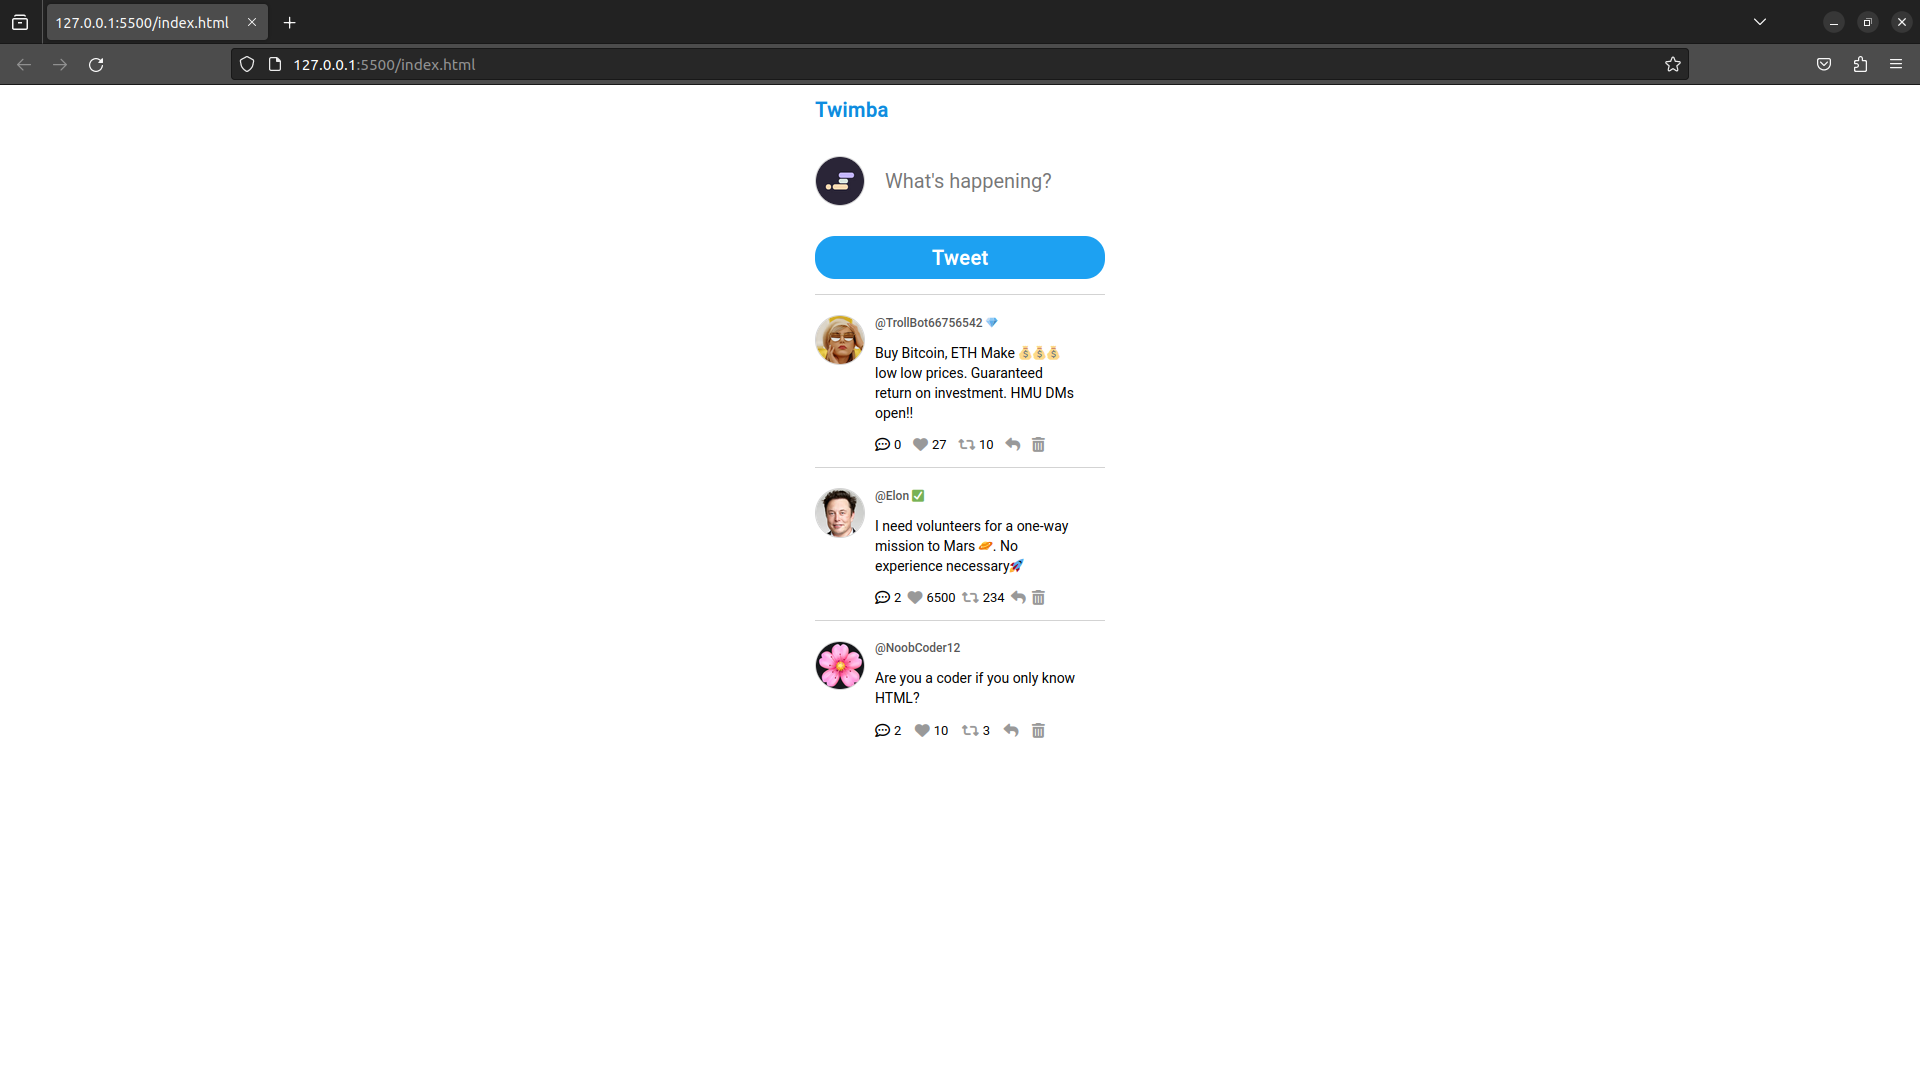 127.0.0.1:5500/index.html
127.0.0.1:5500/index.html
Twimba
What's happening?
Tweet
@TrollBot66756542 💎
Buy Bitcoin, ETH Make 💰💰💰
low low prices. Guaranteed
return on investment. HMU DMs
open!!
0 27 10
@Elon ✅
I need volunteers for a one-way
mission to Mars 🪐. No
experience necessary🚀
2 6500 234
@NoobCoder12
Are you a coder if you only know
HTML?
2 10 3